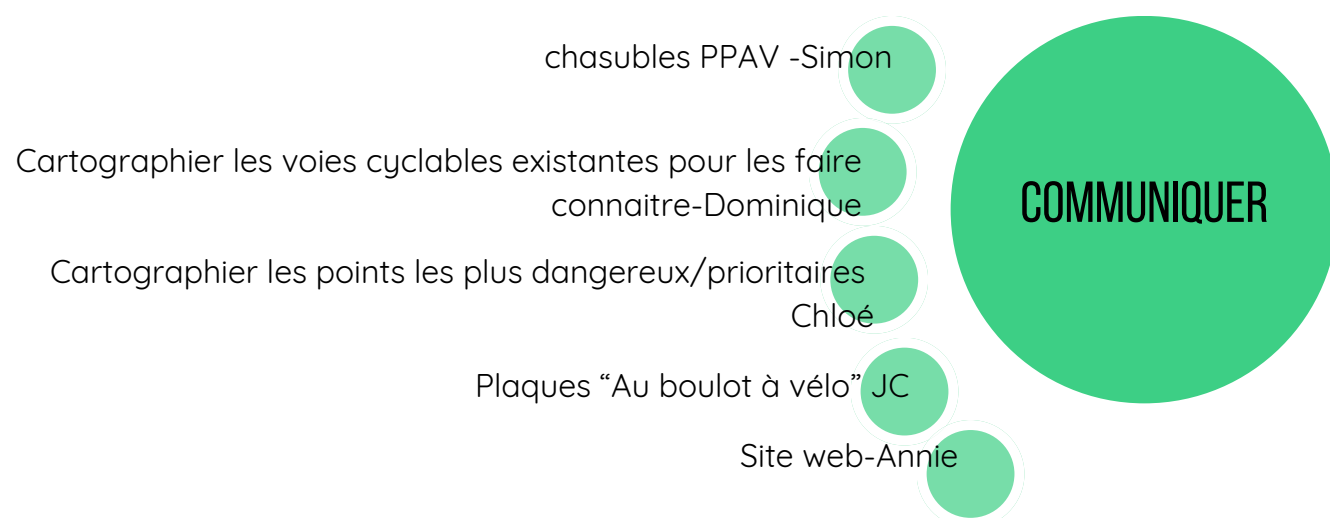 chasubles PPAV -Simon
Cartographier les voies cyclables existantes pour les faire
connaitre-Dominique
Cartographier les points les plus dangereux/prioritaires
Chloé
Plaques “Au boulot à vélo” JC
Site web-Annie
COMMUNIQUER